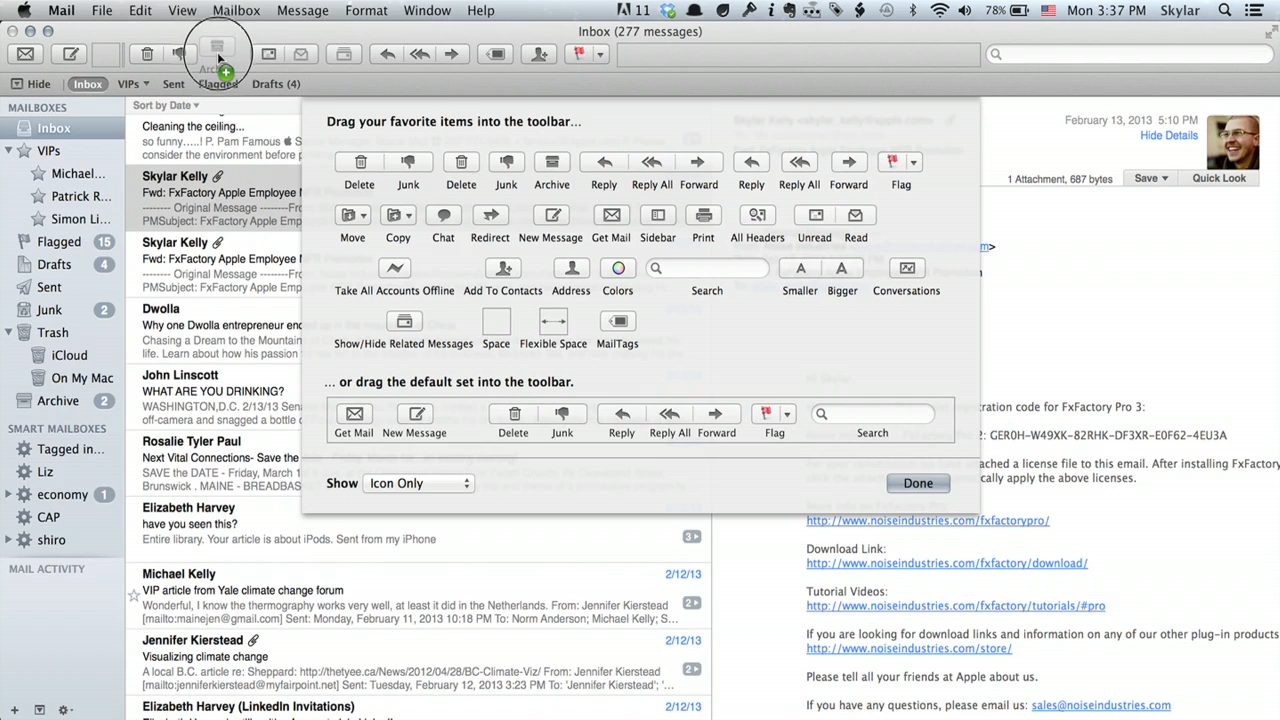 Mail File Edit View Mailbox Message Format Window Help 11 78% Mon 3:37 PM Skylar
Inbox (277 messages)
Hide Inbox VIPs Sent Flagged Drafts (4)
MAILBOXES
Inbox
VIPs
Michael...
Patrick R...
Simon Li...
Flagged 15
Drafts 4
Sent
Junk 2
Trash
iCloud
On My Mac
Archive 2
SMART MAILBOXES
Tagged in...
Liz
economy 1
CAP
shiro
MAIL ACTIVITY
Sort by Date
Cleaning the ceiling...
so funny.....! P. Pam Famous
consider the environment before p
Skylar Kelly
Fwd: FxFactory Apple Employee N
-------- Original Message --------
PMSubject: Fwd: FxFactory Apple Emp
Skylar Kelly
Fwd: FxFactory Apple Employee N
-------- Original Message --------
PMSubject: FxFactory Apple Emp
Dwolla
Why one Dwolla entrepreneur end
Chasing a Dream to the Mountains
life. Learn about how his passion
John Linscott
WHAT ARE YOU DRINKING?
WASHINGTON,D.C. 2/13/13 Sena
off-camera and snagged a bottle o
Rosalie Tyler Paul
Next Vital Connections- Save the
SAVE the DATE - Friday, March 1
Brunswick . MAINE - BREADBAS
Elizabeth Harvey
have you seen this?
Entire library. Your article is about iPods. Sent from my iPhone
3
Michael Kelly 2/12/13
VIP article from Yale climate change forum
Wonderful, I know the thermography works very well, at least it did in the Netherlands. From: Jennifer Kierstead
[mailto:mainejen@gmail.com] Sent: Monday, February 11, 2013 10:18 PM To: Norm Anderson; Michael Kelly; S...
2
Jennifer Kierstead 2/12/13
Visualizing climate change
A local B.C. article re: Sheppard: http://thetyee.ca/News/2012/04/28/BC-Climate-Viz/ From: Jennifer Kierstead
[mailto:jenniferkierstead@myfairpoint.net] Sent: Tuesday, February 12, 2013 3:23 PM To: 'Jennifer Kierstead'; '...
2
Elizabeth Harvey (LinkedIn Invitations) 2/07/13
Drag your favorite items into the toolbar...
Delete Junk Delete Junk Archive Reply Reply All Forward Reply Reply All Forward Flag
Move Copy Chat Redirect New Message Get Mail Sidebar Print All Headers Unread Read
Take All Accounts Offline Add To Contacts Address Colors Search Smaller Bigger Conversations
Show/Hide Related Messages Space Flexible Space MailTags
... or drag the default set into the toolbar.
Get Mail New Message Delete Junk Reply Reply All Forward Flag Search
Show Icon Only Done
February 13, 2013 5:10 PM
Hide Details
1 Attachment, 687 bytes Save Quick Look
istration code for FxFactory Pro 3:
2: GER0H-W49XK-82RHK-DF3XR-E0F62-4EU3A
attached a license file to this email. After installing FxFactory
cally apply the above licenses.
http://www.noiseindustries.com/fxfactorypro/
Download Link:
http://www.noiseindustries.com/fxfactory/download/
Tutorial Videos:
http://www.noiseindustries.com/fxfactory/tutorials/#pro
If you are looking for download links and information on any of our other plug-in products
http://www.noiseindustries.com/store/
Please tell all your friends at Apple about us.
If you have any questions, please email us: sales@noiseindustries.com